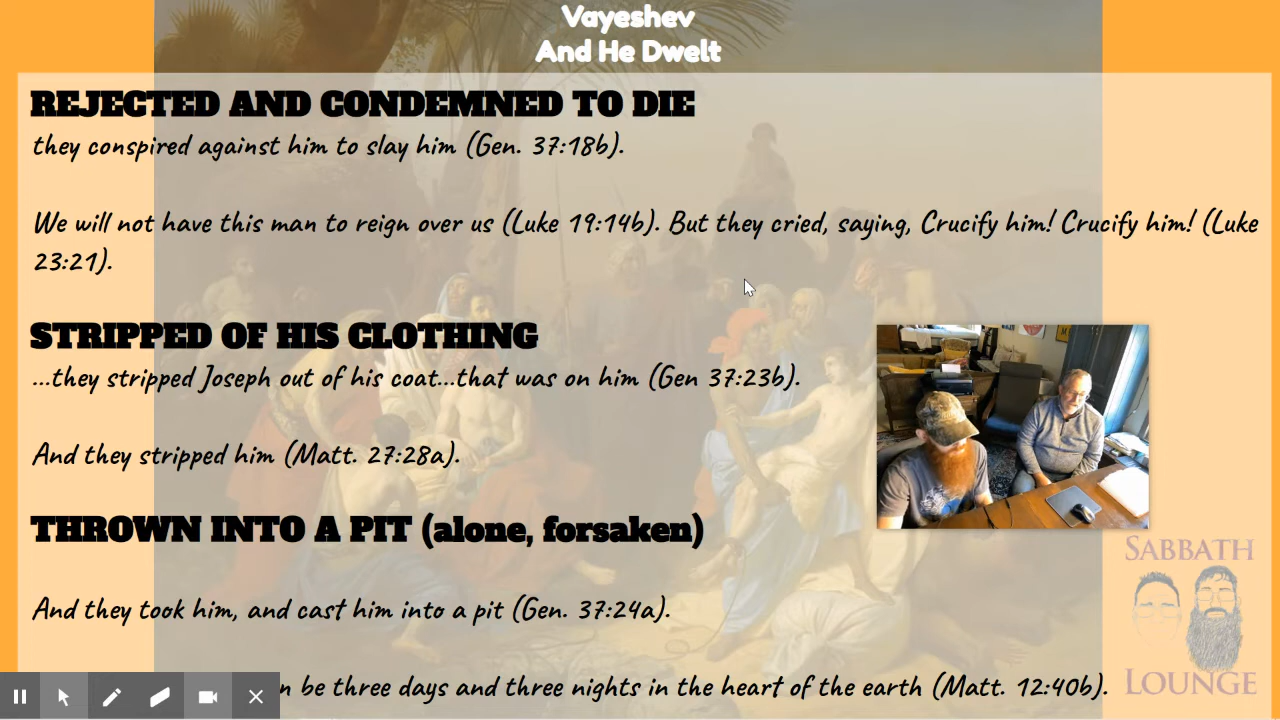 Vayeshev
And He Dwelt
REJECTED AND CONDEMNED TO DIE
they conspired against him to slay him (Gen. 37:18b).
We will not have this man to reign over us (Luke 19:14b). But they cried, saying, Crucify him! Crucify him! (Luke
23:21).
STRIPPED OF HIS CLOTHING
...they stripped Joseph out of his coat...that was on him (Gen 37:23b).
And they stripped him (Matt. 27:28a).
THROWN INTO A PIT (alone, forsaken)
And they took him, and cast him into a pit (Gen. 37:24a).
be three days and three nights in the heart of the earth (Matt. 12:40b).
SABBATH
LOUNGE